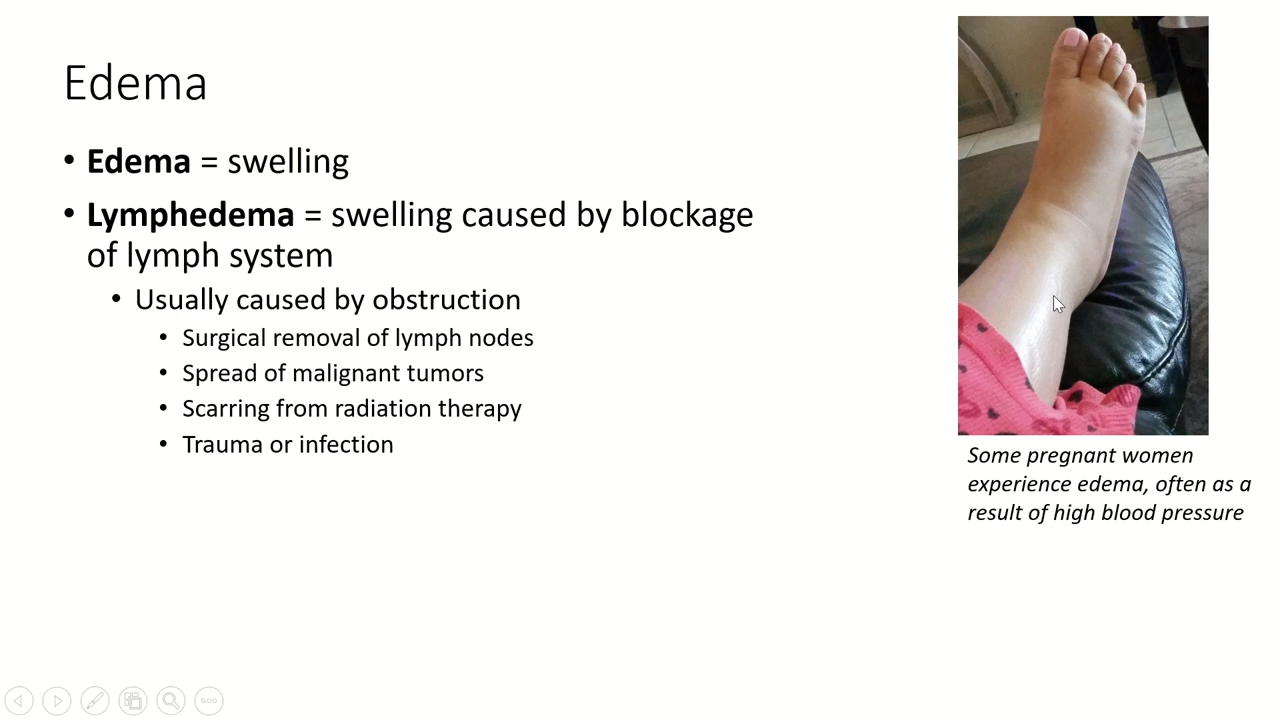 Edema
• Edema = swelling
• Lymphedema = swelling caused by blockage
of lymph system
• Usually caused by obstruction
• Surgical removal of lymph nodes
• Spread of malignant tumors
• Scarring from radiation therapy
• Trauma or infection
Some pregnant women
experience edema, often as a
result of high blood pressure